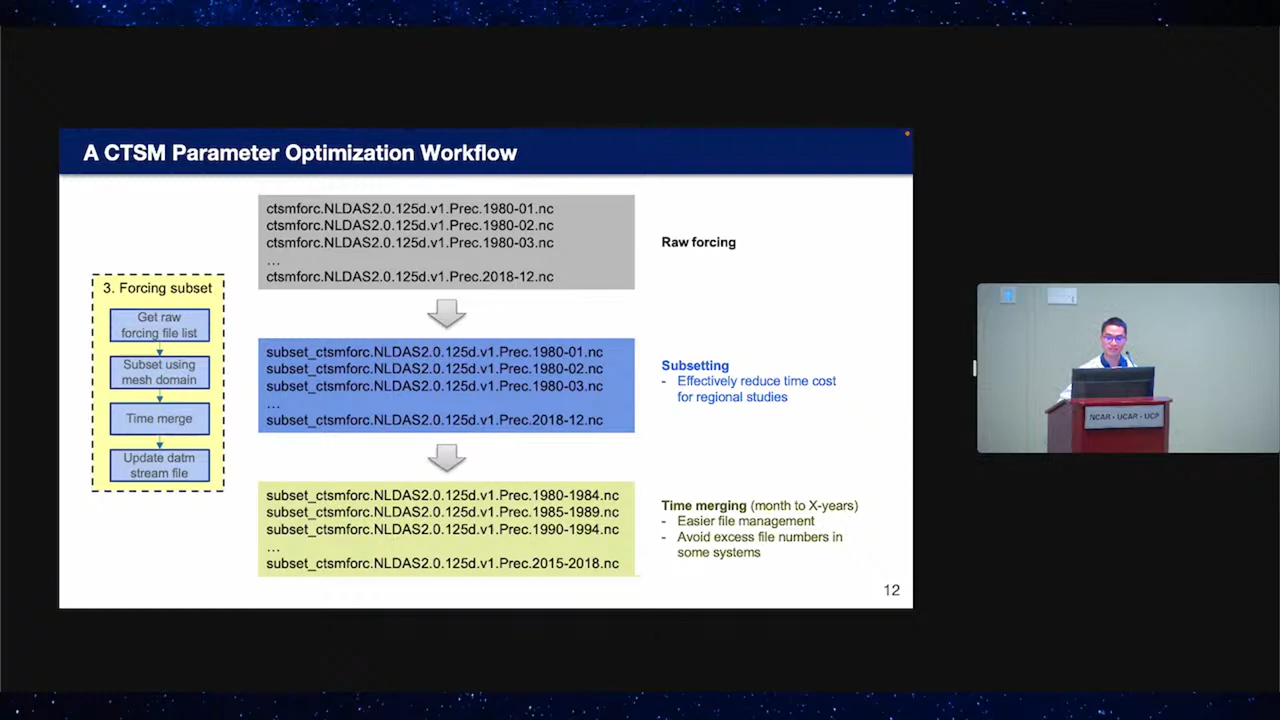 A CTSM Parameter Optimization Workflow
3. Forcing subset
Get raw
forcing file list
Subset using
mesh domain
Time merge
Update datm
stream file
ctsmforc.NLDAS2.0.125d.v1.Prec.1980-01.nc
ctsmforc.NLDAS2.0.125d.v1.Prec.1980-02.nc
ctsmforc.NLDAS2.0.125d.v1.Prec.1980-03.nc
...
ctsmforc.NLDAS2.0.125d.v1.Prec.2018-12.nc
Raw forcing
subset_ctsmforc.NLDAS2.0.125d.v1.Prec.1980-01.nc
subset_ctsmforc.NLDAS2.0.125d.v1.Prec.1980-02.nc
subset_ctsmforc.NLDAS2.0.125d.v1.Prec.1980-03.nc
...
subset_ctsmforc.NLDAS2.0.125d.v1.Prec.2018-12.nc
Subsetting
- Effectively reduce time cost
for regional studies
subset_ctsmforc.NLDAS2.0.125d.v1.Prec.1980-1984.nc
subset_ctsmforc.NLDAS2.0.125d.v1.Prec.1985-1989.nc
subset_ctsmforc.NLDAS2.0.125d.v1.Prec.1990-1994.nc
...
subset_ctsmforc.NLDAS2.0.125d.v1.Prec.2015-2018.nc
Time merging (month to X-years)
- Easier file management
- Avoid excess file numbers in
some systems
12
NCAR • UCAR • UCP